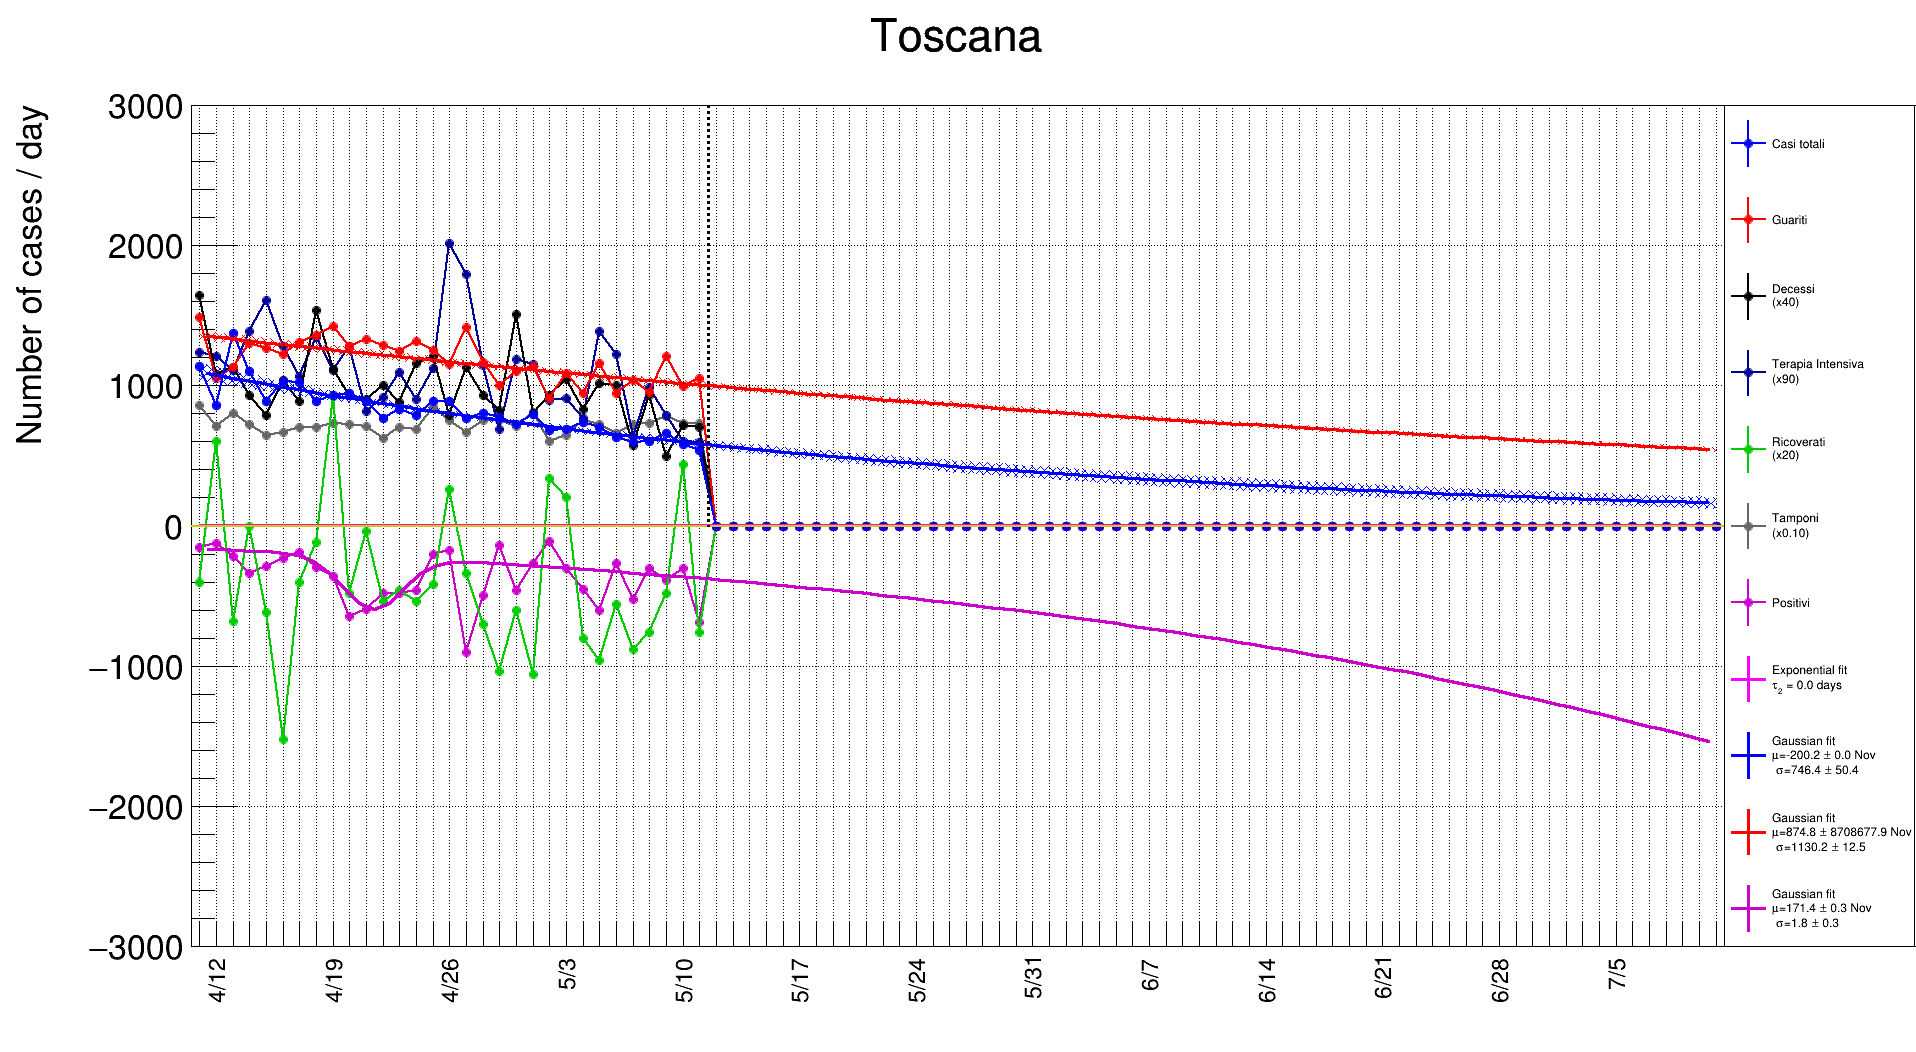 Toscana
Number of cases / day
3000
2000
1000
0
−1000
−2000
−3000
4/12
4/19
4/26
5/3
5/10
5/17
5/24
5/31
6/7
6/14
6/21
6/28
7/5
Casi totali
Guariti
Decessi
(x40)
Terapia Intensiva
(x90)
Ricoverati
(x20)
Tamponi
(x0.10)
Positivi
Exponential fit
τ2 = 0.0 days
Gaussian fit
μ=-200.2 ± 0.0 Nov
σ=746.4 ± 50.4
Gaussian fit
μ=874.8 ± 8708677.9 Nov
σ=1130.2 ± 12.5
Gaussian fit
μ=171.4 ± 0.3 Nov
σ=1.8 ± 0.3